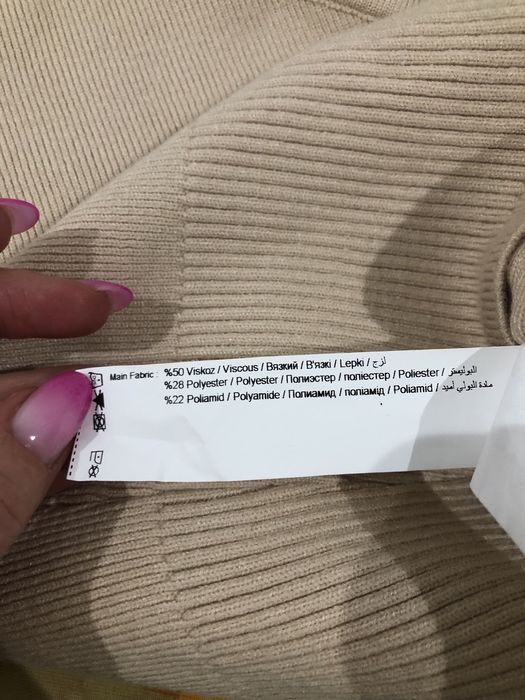 Main Fabric : %50 Viskoz / Viscous / Вязкий / В'язкі / Lepki / لزج
%28 Polyester / Polyester / Полиэстер / поліестер / Poliester / البوليستر
%22 Poliamid / Polyamide / Полиамид / поліамід / Poliamid / مادة البولي أميد